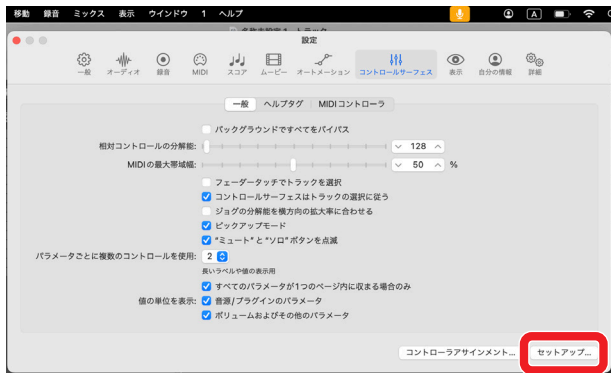 移動 録音 ミックス 表示 ウインドウ 1 ヘルプ
A
設定
一般 オーディオ 録音 MIDI スコア ムービー オートメーション コントロールサーフェス 表示 自分の情報 詳細
一般 ヘルプタグ MIDIコントローラ
バックグラウンドですべてをバイパス
相対コントロールの分解能: 128
MIDIの最大帯域幅: 50 %
フェーダータッチでトラックを選択
コントロールサーフェスはトラックの選択に従う
ジョグの分解能を横方向の拡大率に合わせる
ピックアップモード
"ミュート"と"ソロ"ボタンを点滅
パラメータごとに複数のコントロールを使用: 2
長いラベルや値の表示用
すべてのパラメータが1つのページ内に収まる場合のみ
値の単位を表示: 音源/プラグインのパラメータ
ボリュームおよびその他のパラメータ
コントローラアサインメント... セットアップ...